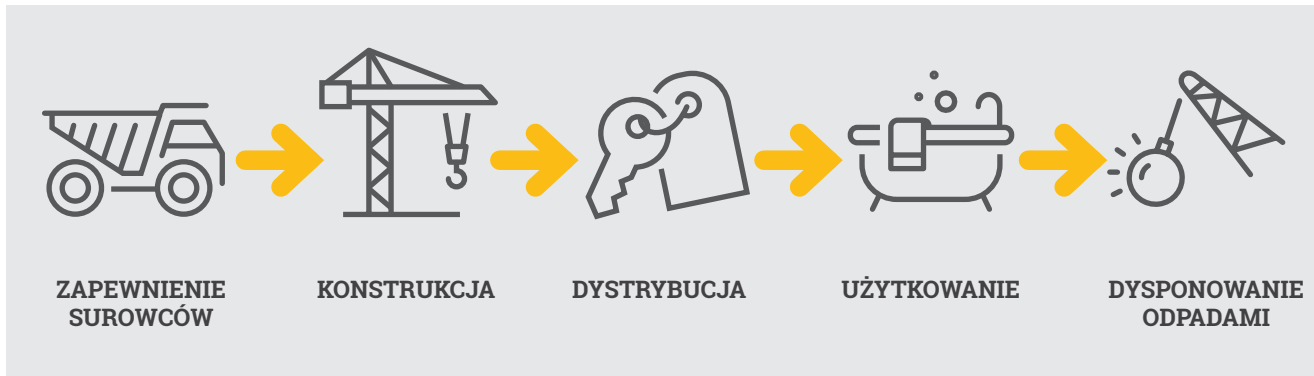 ZAPEWNIENIE
SUROWCÓW
KONSTRUKCJA
DYSTRYBUCJA
UŻYTKOWANIE
DYSPONOWANIE
ODPADAMI